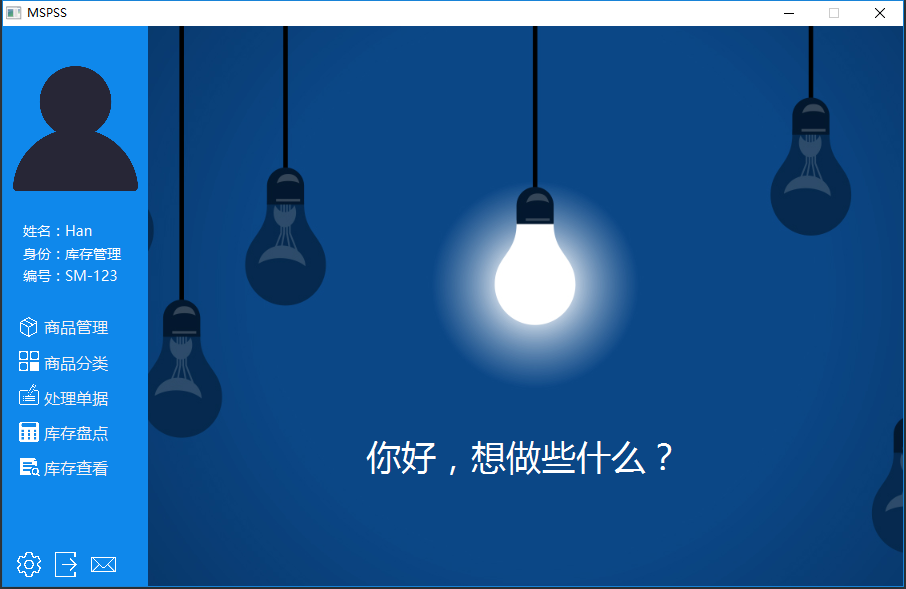 MSPSS
姓名：Han
身份：库存管理
编号：SM-123
商品管理
商品分类
处理单据
库存盘点
库存查看
你好，想做些什么？